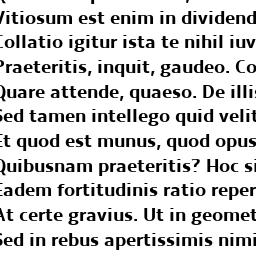 Vitiosum est enim in dividend
Collatio igitur ista te nihil iuv
Praeteritis, inquit, gaudeo. Co
Quare attende, quaeso. De illi
Sed tamen intellego quid velit
Et quod est munus, quod opus
Quibusnam praeteritis? Hoc si
Eadem fortitudinis ratio reper
At certe gravius. Ut in geomet
Sed in rebus apertissimis nimi